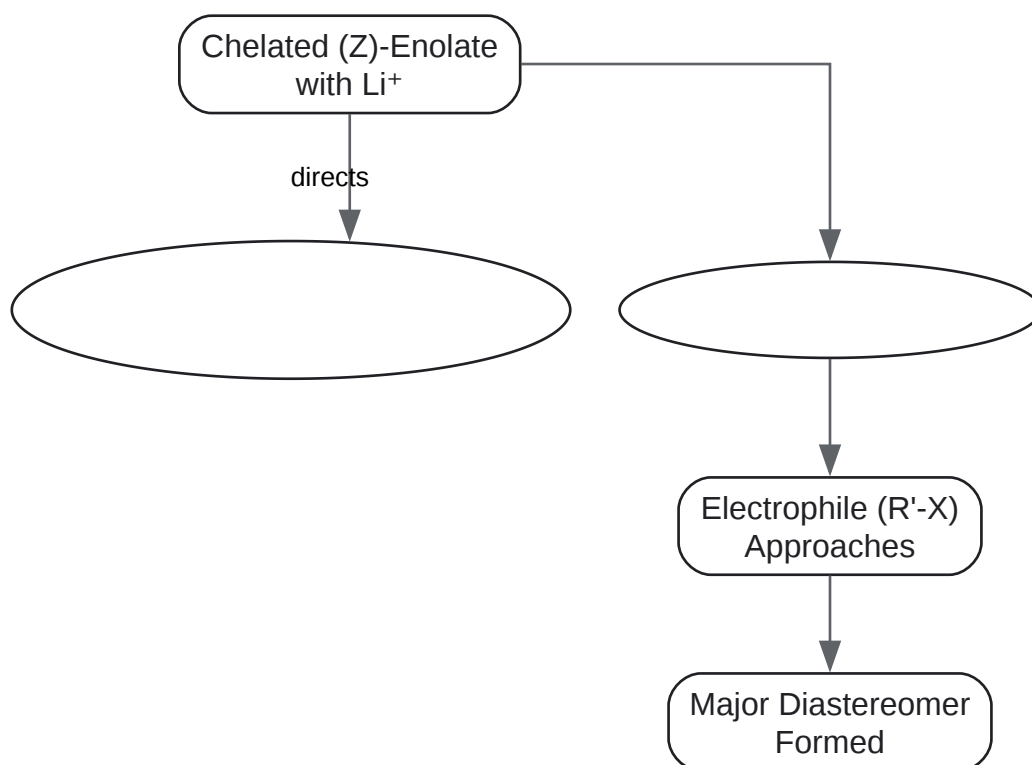 Chelated (Z)-Enolate
with Li⁺
directs
Electrophile (R'-X)
Approaches
Major Diastereomer
Formed